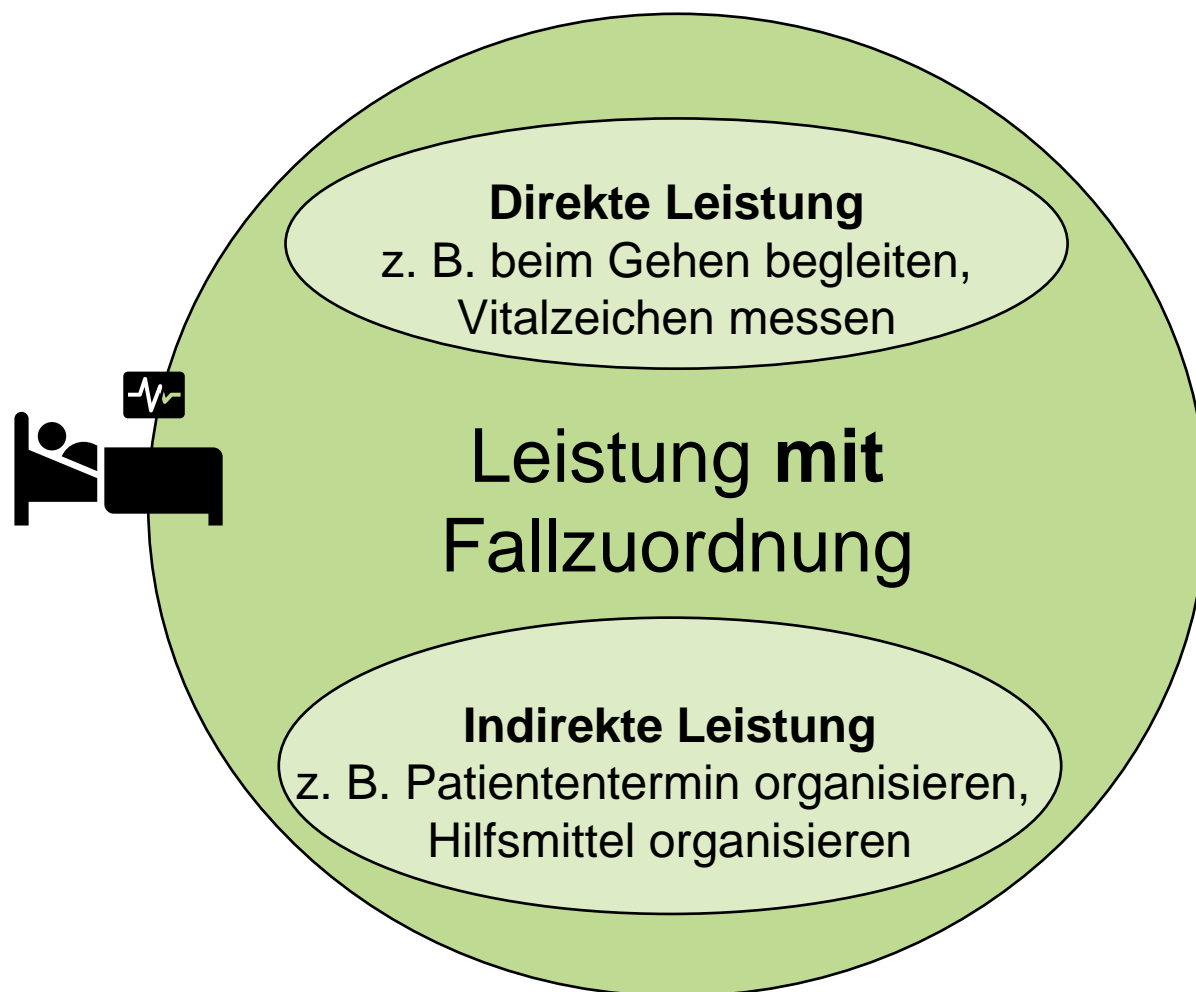 Direkte Leistung
z. B. beim Gehen begleiten,
Vitalzeichen messen
Leistung mit
Fallzuordnung
Indirekte Leistung
z. B. Patiententermin organisieren,
Hilfsmittel organisieren